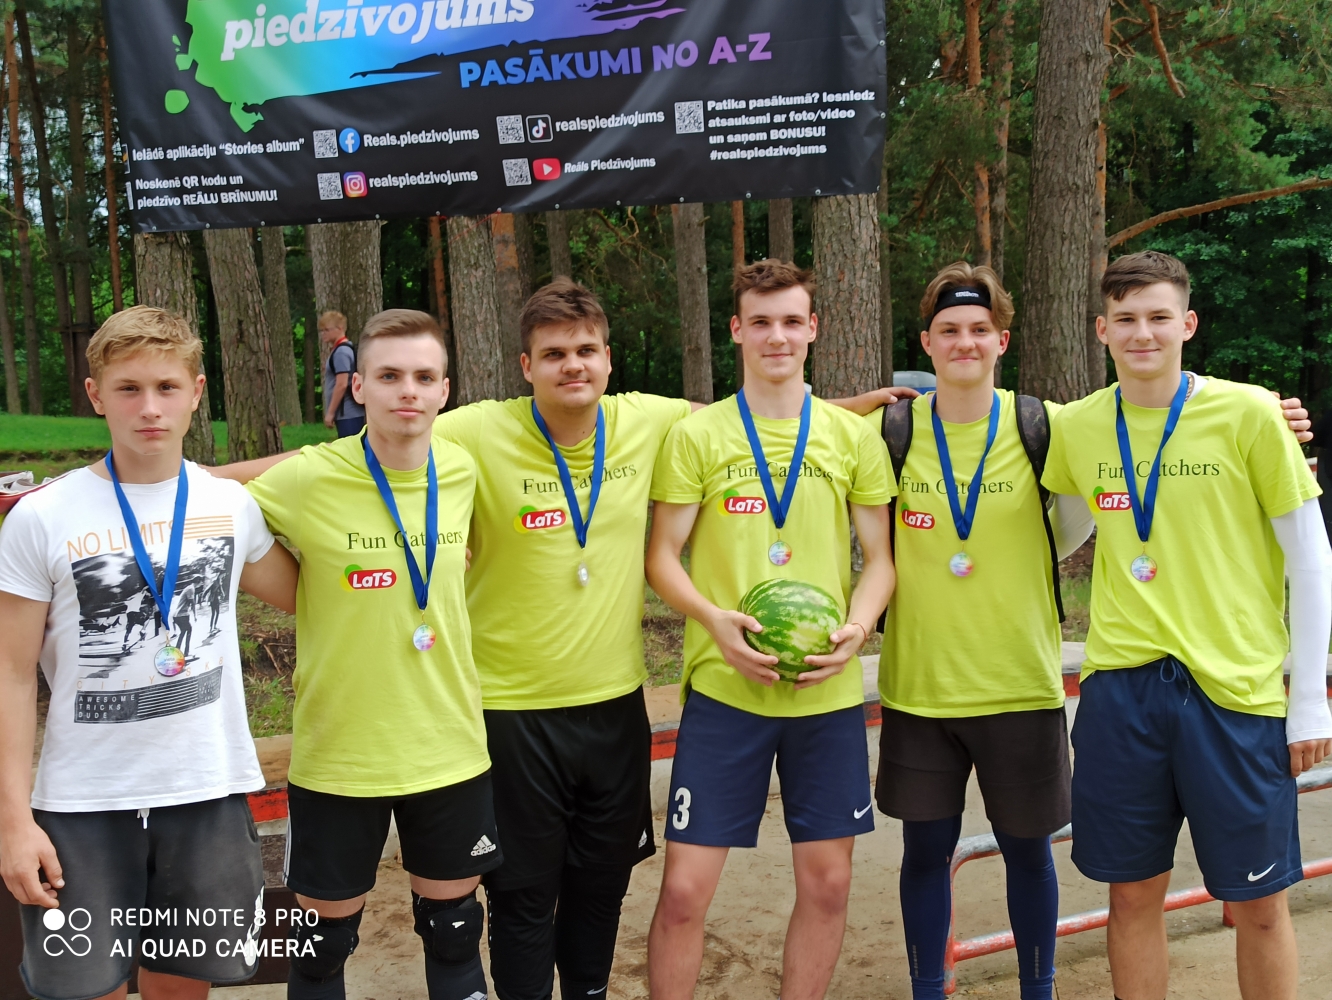 piedzīvojums
PASĀKUMI NO A-Z
Ielādē aplikāciju "Stories album"
Noskenē QR kodu un
piedzīvo REĀLU BRĪNUMU!
Reals.piedzivojums
realspiedzivojums
realspiedzivojums
Reāls Piedzīvojums
Patika pasākumā? Iesniedz
atsauksmi ar foto/video
un saņem BONUSU!
#realspiedzivojums
NO LIMITS
AWESOME
TRICKS
DUDE
Fun Catchers
LaTS
adidas
Fun Catchers
LaTS
Fun Catchers
LaTS
3
Fun Catchers
LaTS
Fun Catchers
LaTS
REDMI NOTE 8 PRO
AI QUAD CAMERA